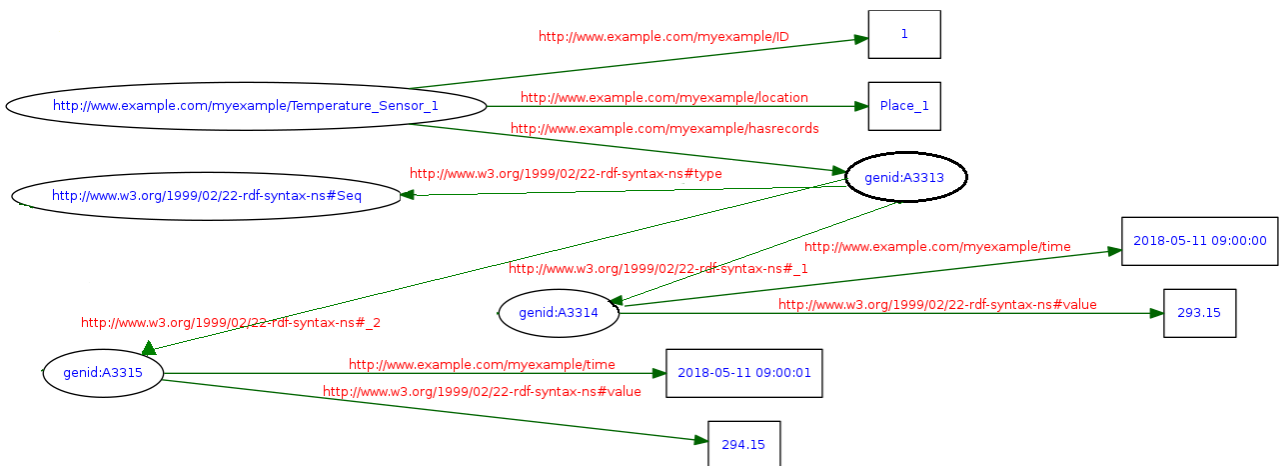 http://www.example.com/myexample/ID
1
http://www.example.com/myexample/Temperature_Sensor_1
http://www.example.com/myexample/location
Place_1
http://www.example.com/myexample/hasrecords
http://www.w3.org/1999/02/22-rdf-syntax-ns#type
genid:A3313
http://www.w3.org/1999/02/22-rdf-syntax-ns#Seq
http://www.example.com/myexample/time
2018-05-11 09:00:00
http://www.w3.org/1999/02/22-rdf-syntax-ns#_1
http://www.w3.org/1999/02/22-rdf-syntax-ns#value
genid:A3314
293.15
http://www.w3.org/1999/02/22-rdf-syntax-ns#_2
http://www.example.com/myexample/time
genid:A3315
2018-05-11 09:00:01
http://www.w3.org/1999/02/22-rdf-syntax-ns#value
294.15